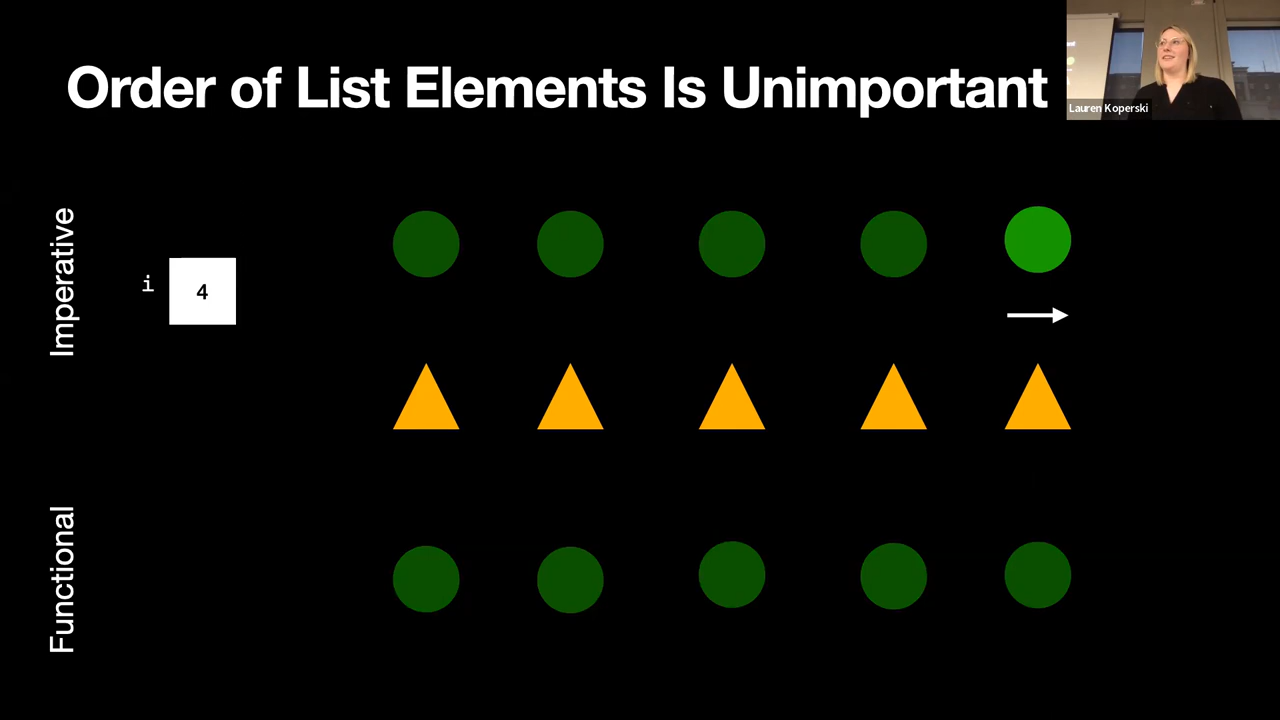 Order of List Elements Is Unimportant
Lauren Koperski
Imperative
i
4
Functional